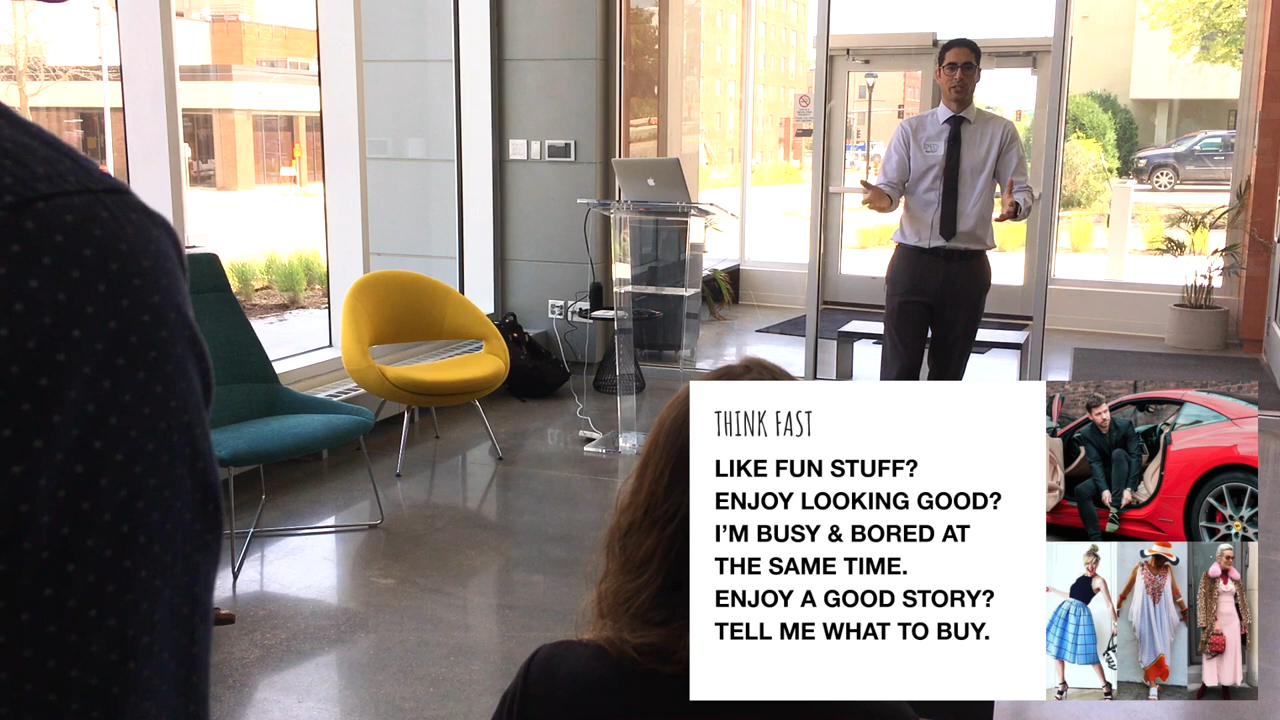 THINK FAST
LIKE FUN STUFF?
ENJOY LOOKING GOOD?
I'M BUSY & BORED AT
THE SAME TIME.
ENJOY A GOOD STORY?
TELL ME WHAT TO BUY.